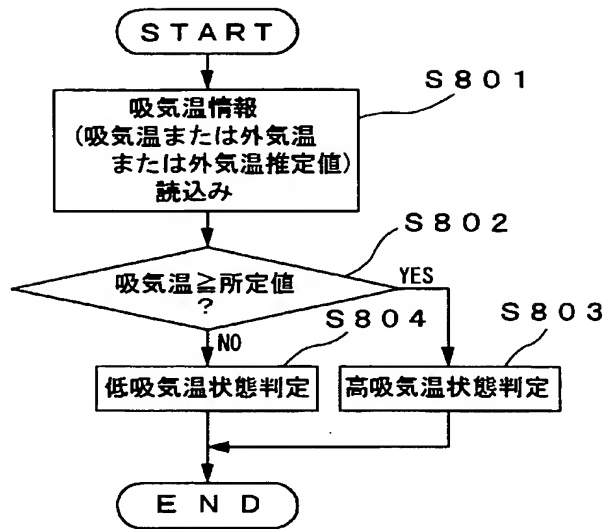 START
S801
吸気温情報
(吸気温または外気温
または外気温推定値)
読込み
S802
吸気温≧所定値
?
YES
NO
S804
S803
低吸気温状態判定
高吸気温状態判定
END